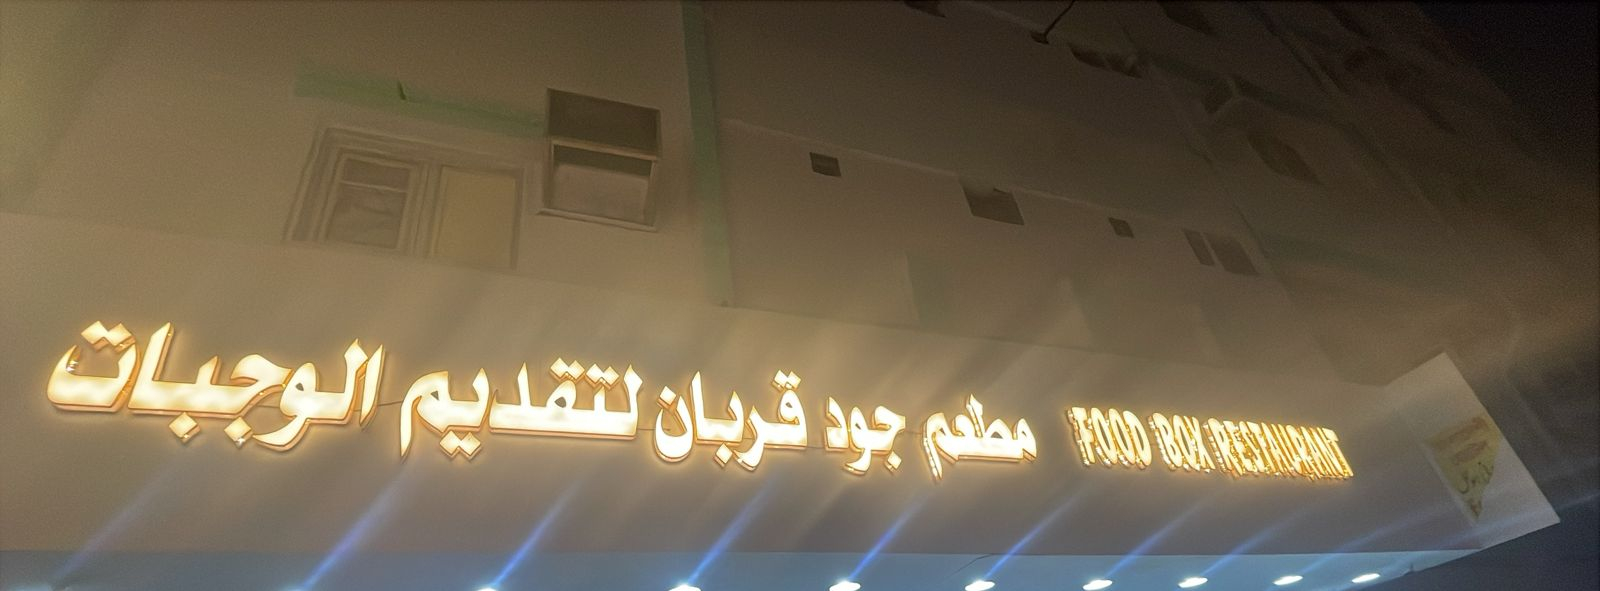 مطعم جود قربان لتقديم الوجبات
FOOD BOX RESTAURANT